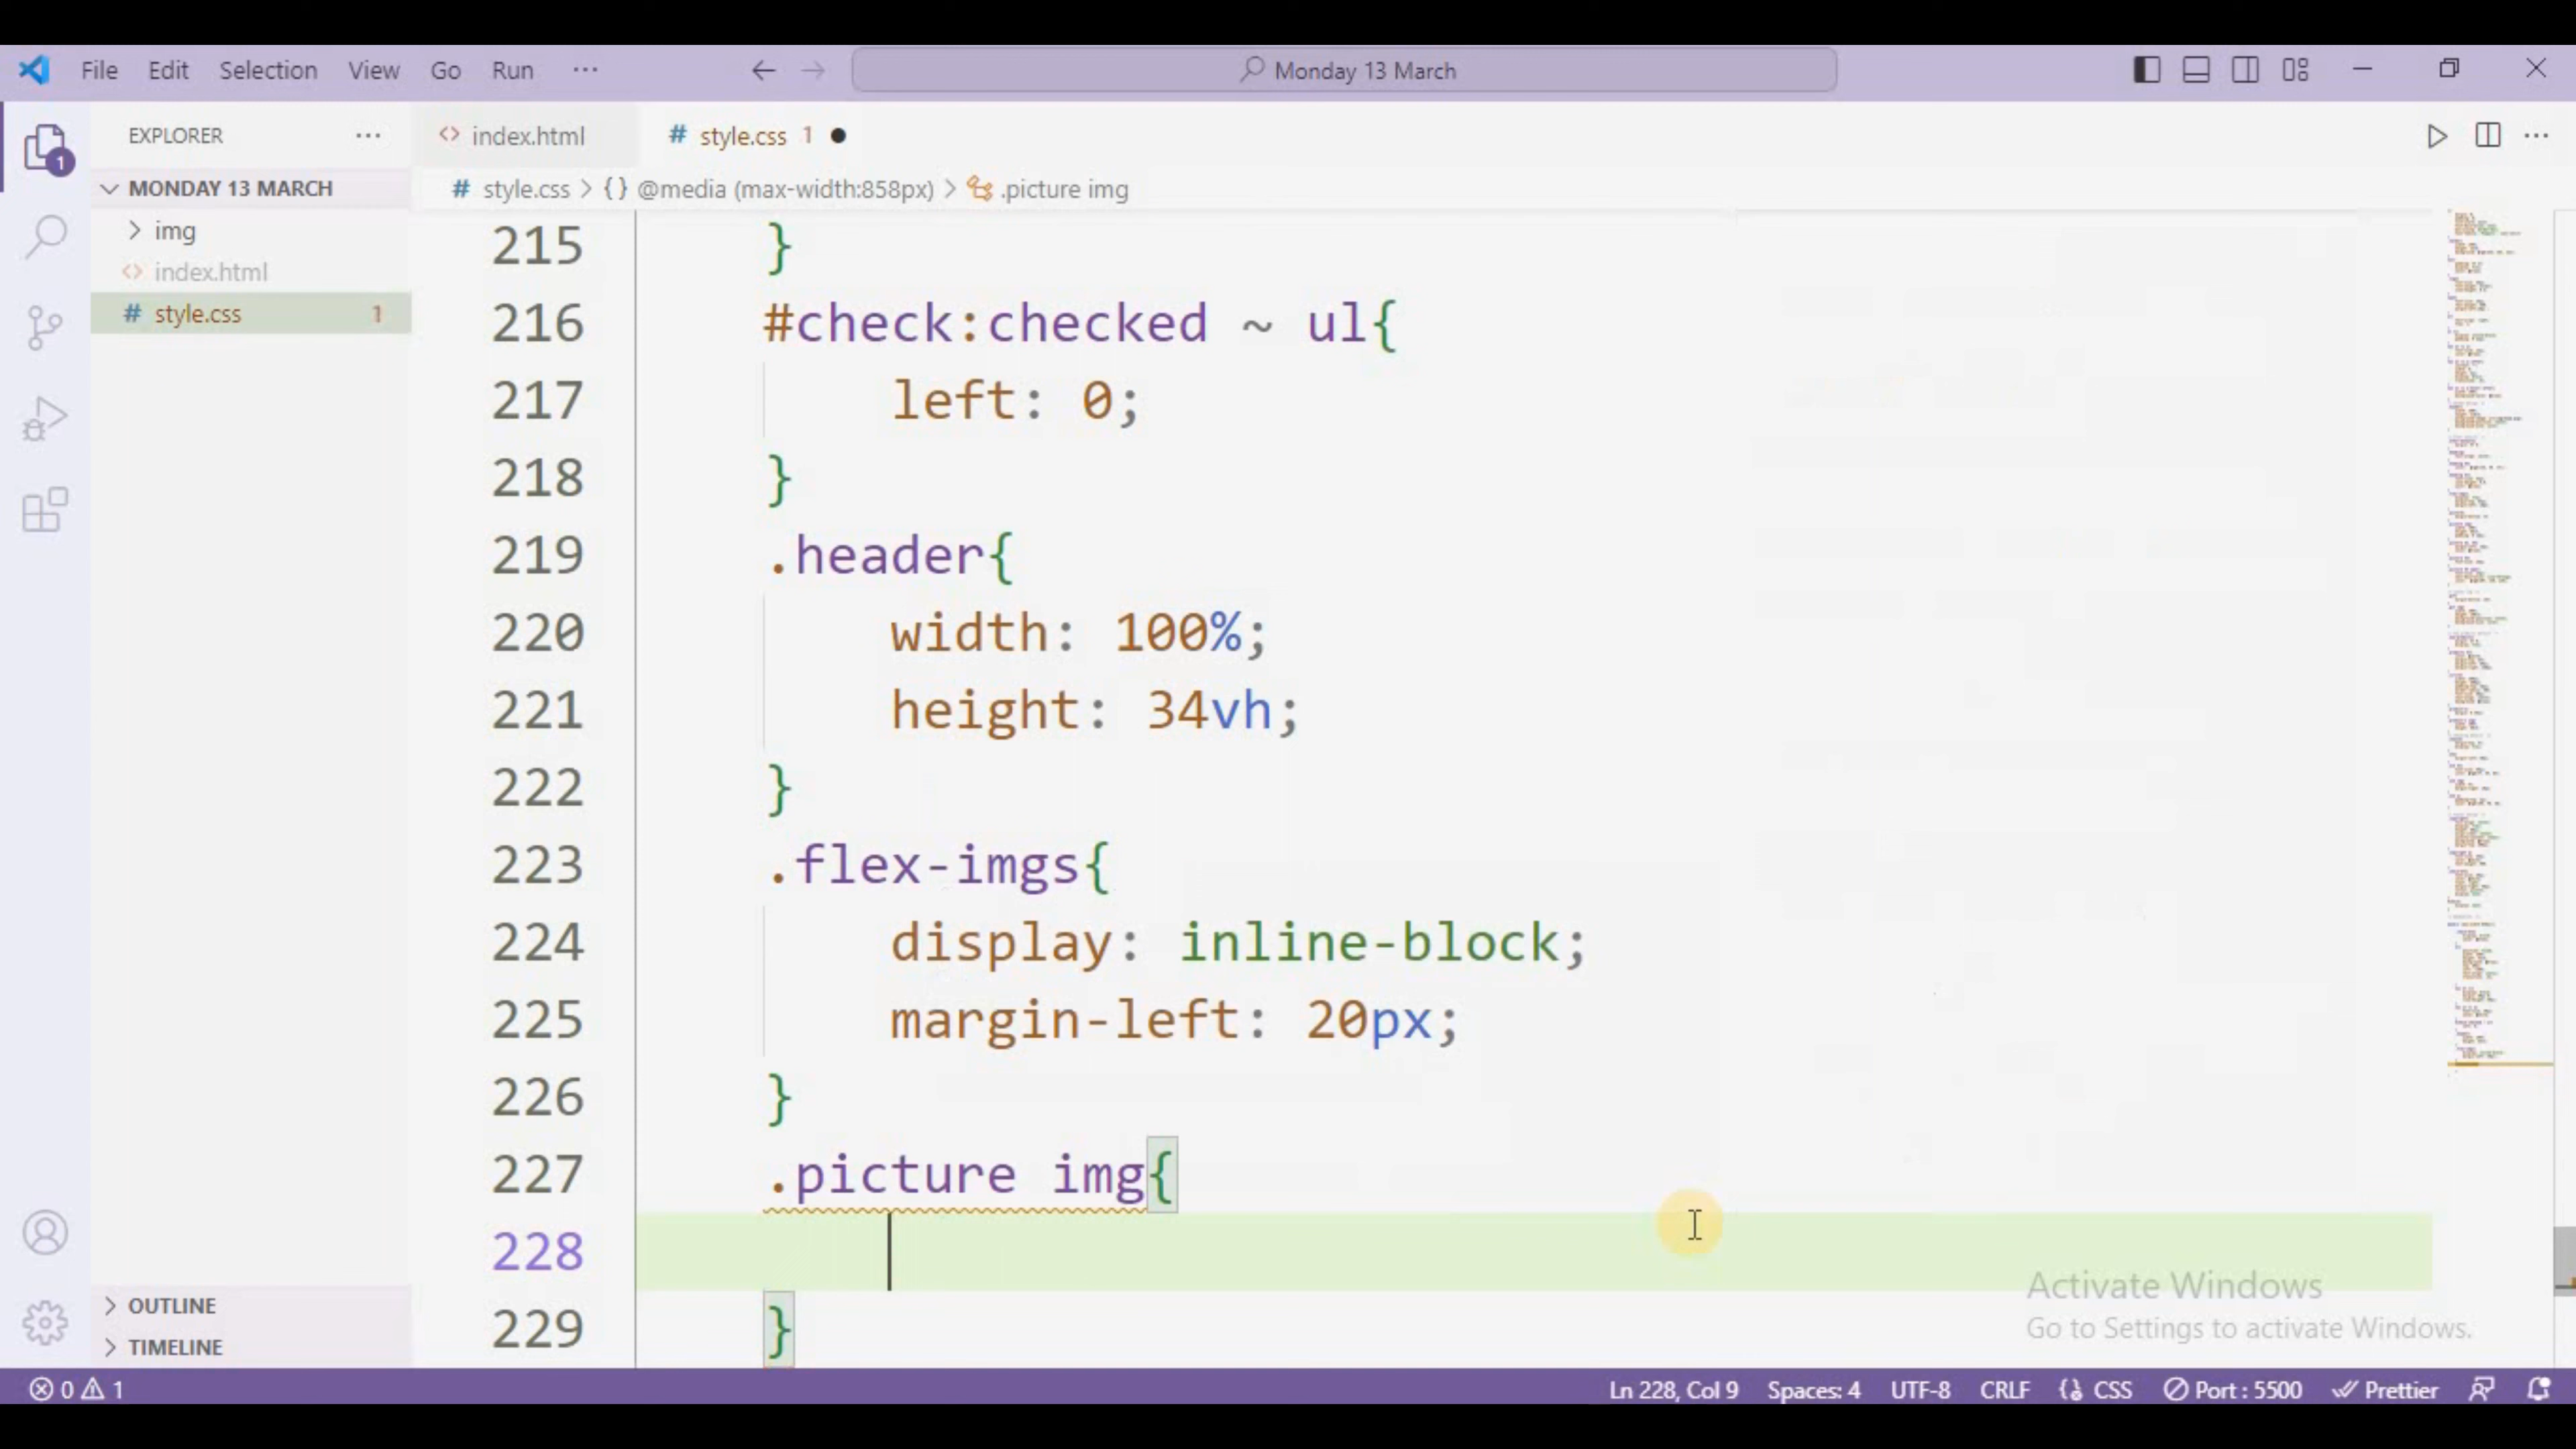 File Edit Selection View Go Run ··· Monday 13 March
EXPLORER ···
index.html
style.css 1
MONDAY 13 MARCH
img
index.html
style.css 1
style.css > {} @media (max-width:858px) > .picture img
215 }
216 #check:checked ~ ul{
217 left: 0;
218 }
219 .header{
220 width: 100%;
221 height: 34vh;
222 }
223 .flex-imgs{
224 display: inline-block;
225 margin-left: 20px;
226 }
227 .picture img{
228
229 }
1
OUTLINE
TIMELINE
Activate Windows
Go to Settings to activate Windows.
0 1 Ln 228, Col 9 Spaces: 4 UTF-8 CRLF CSS Port : 5500 Prettier